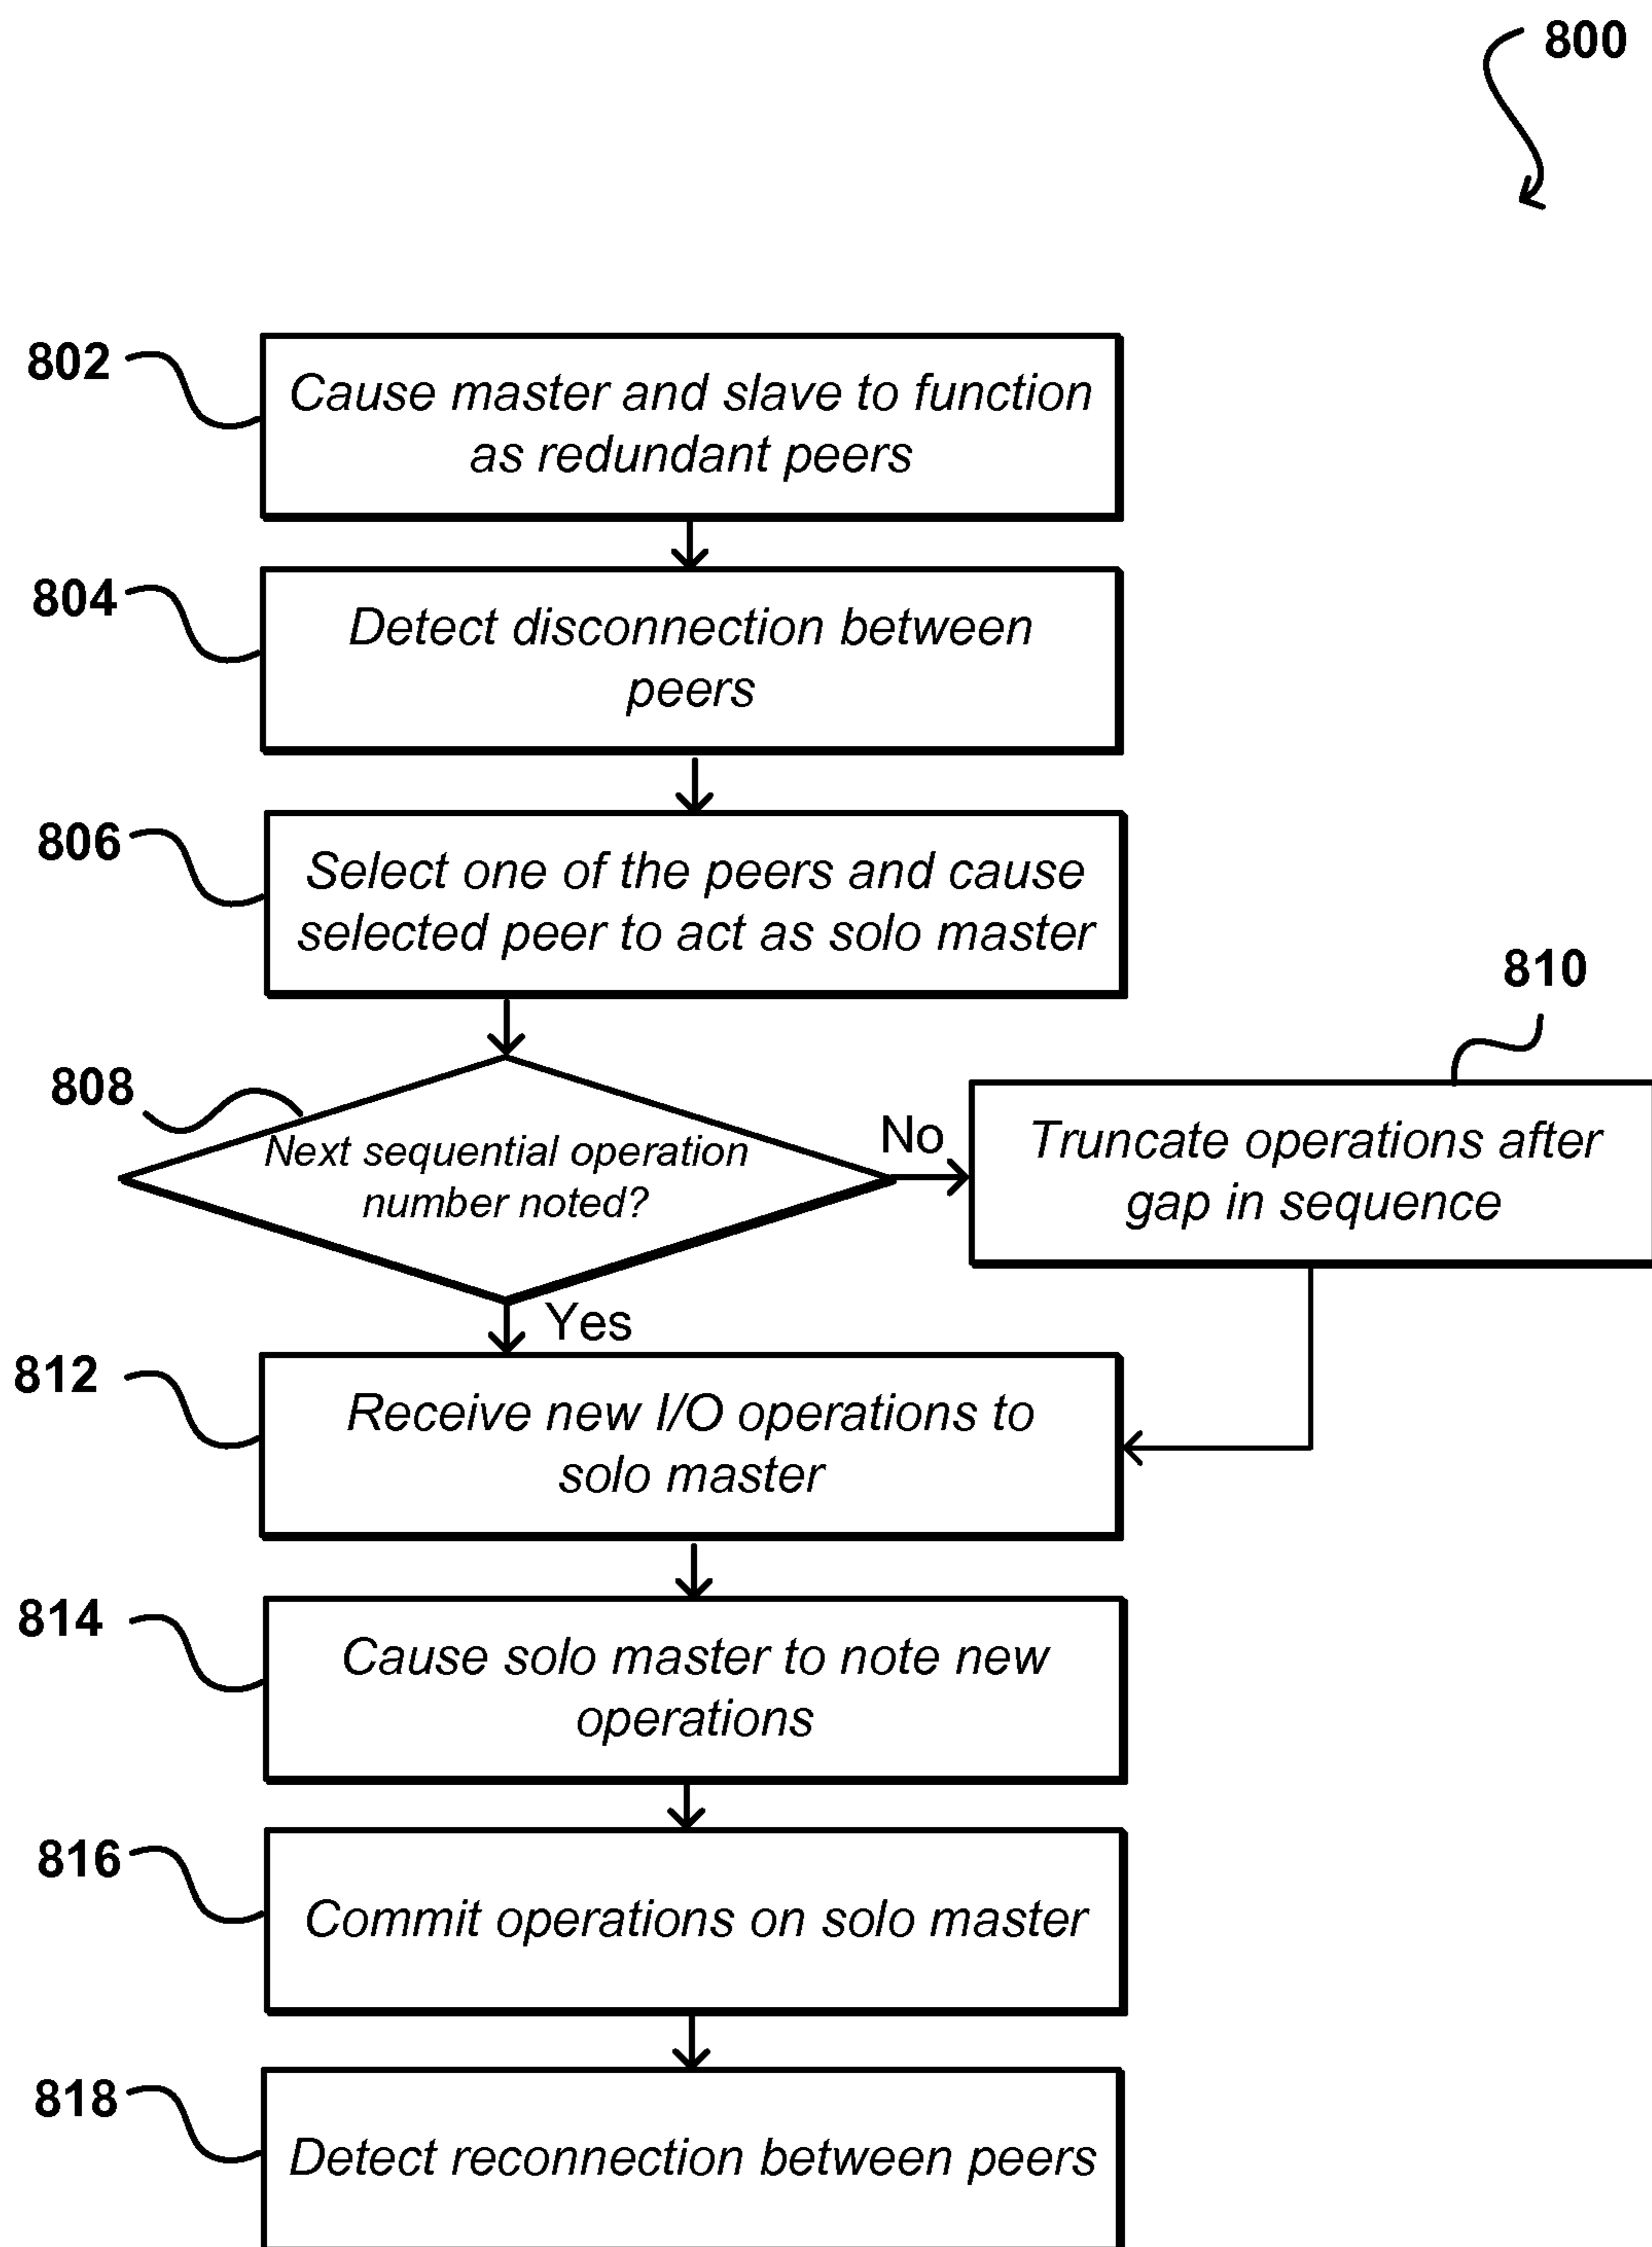 800
802
Cause master and slave to function
as redundant peers
804
Detect disconnection between
peers
806
Select one of the peers and cause
selected peer to act as solo master
808
Next sequential operation
number noted?
No
810
Truncate operations after
gap in sequence
Yes
812
Receive new I/O operations to
solo master
814
Cause solo master to note new
operations
816
Commit operations on solo master
818
Detect reconnection between peers